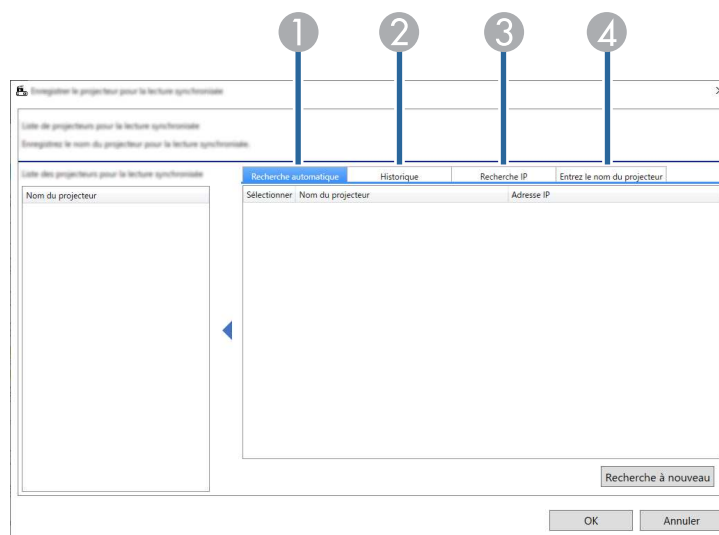 1 2 3 4
Enregistrer le projecteur pour la lecture synchronisée
Liste de projecteurs pour la lecture synchronisée
Enregistrez le nom du projecteur pour la lecture synchronisée.
Liste des projecteurs pour la lecture synchronisée
Recherche automatique Historique Recherche IP Entrez le nom du projecteur
Nom du projecteur
Sélectionner Nom du projecteur Adresse IP
Recherche à nouveau
OK Annuler